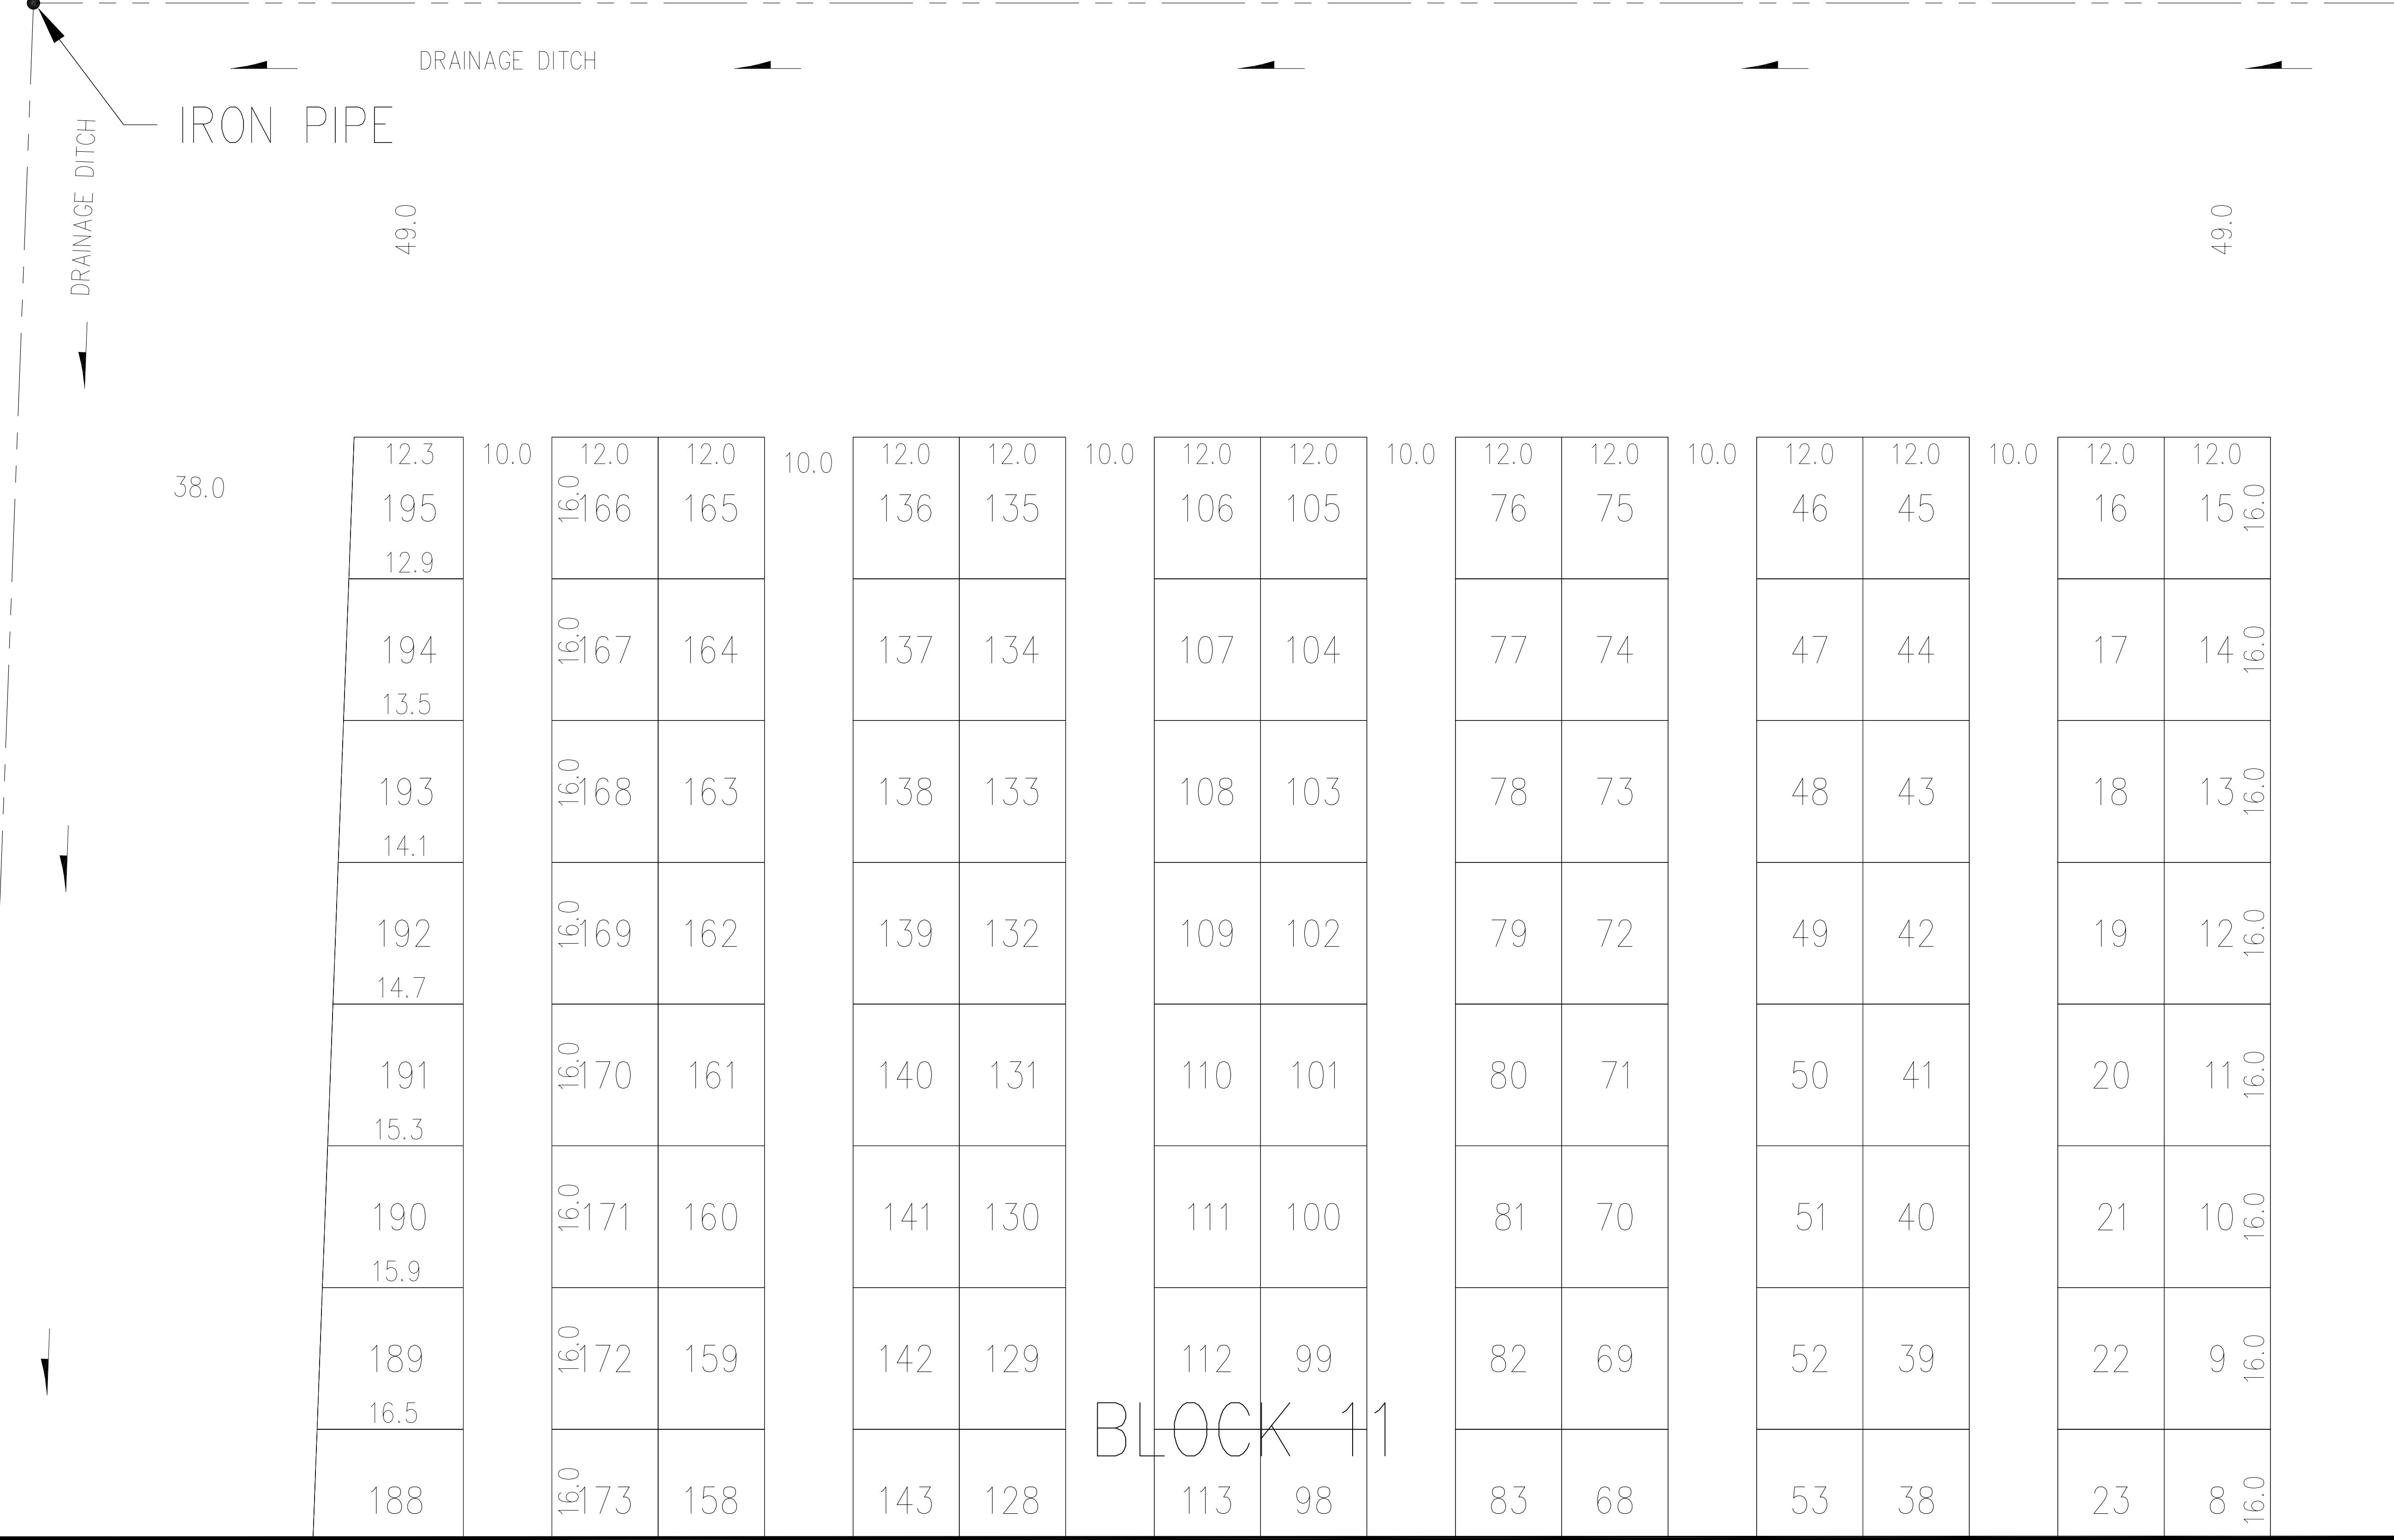 DRAINAGE DITCH
IRON PIPE
DRAINAGE DITCH
49.0 49.0
12.3 10.0 12.0 12.0 10.0 12.0 12.0 10.0 12.0 12.0 10.0 12.0 12.0 10.0 12.0 12.0 10.0 12.0 12.0
38.0
195 16.0 166 165 136 135 106 105 76 75 46 45 16 15 16.0
12.9
194 16.0 167 164 137 134 107 104 77 74 47 44 17 14 16.0
13.5
193 16.0 168 163 138 133 108 103 78 73 48 43 18 13 16.0
14.1
192 16.0 169 162 139 132 109 102 79 72 49 42 19 12 16.0
14.7
191 16.0 170 161 140 131 110 101 80 71 50 41 20 11 16.0
15.3
190 16.0 171 160 141 130 111 100 81 70 51 40 21 10 16.0
15.9
189 16.0 172 159 142 129 112 99 82 69 52 39 22 9 16.0
16.5
BLOCK 11
188 16.0 173 158 143 128 113 98 83 68 53 38 23 8 16.0